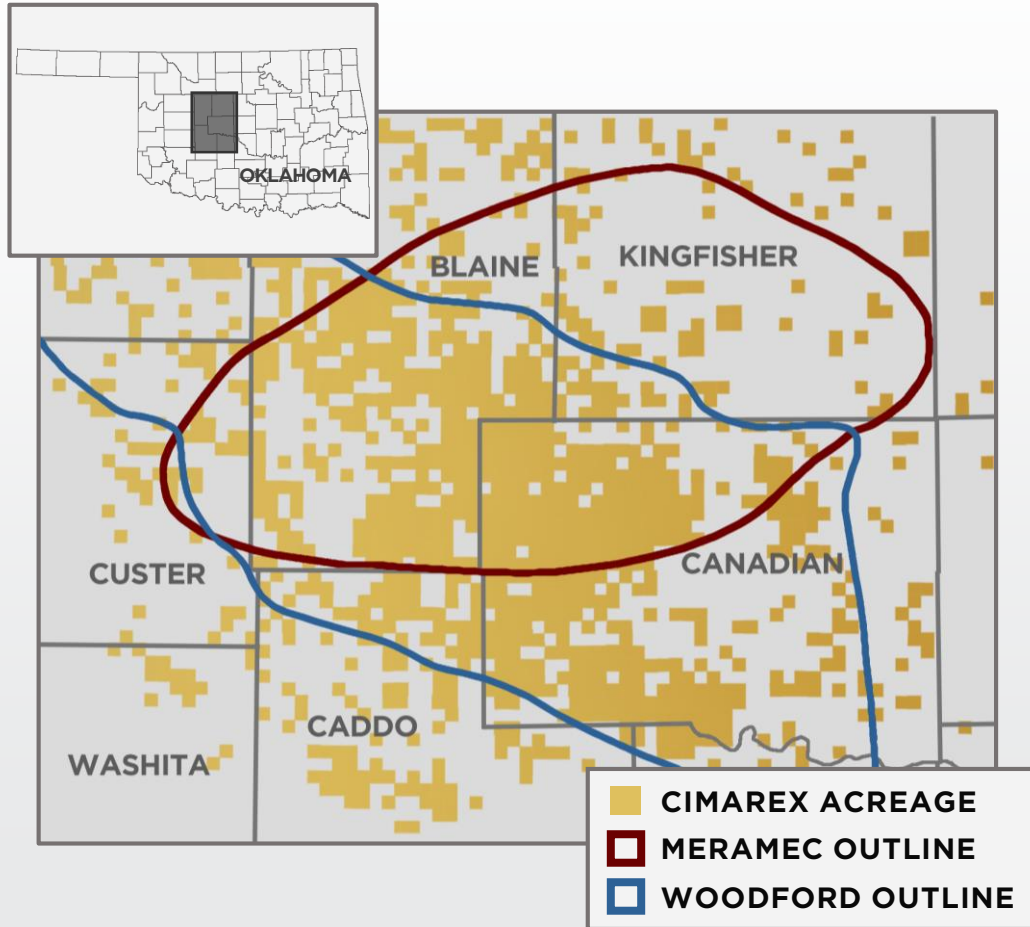 OKLAHOMA
BLAINE
KINGFISHER
CUSTER
CANADIAN
CADDO
WASHITA
CIMAREX ACREAGE
MERAMEC OUTLINE
WOODFORD OUTLINE